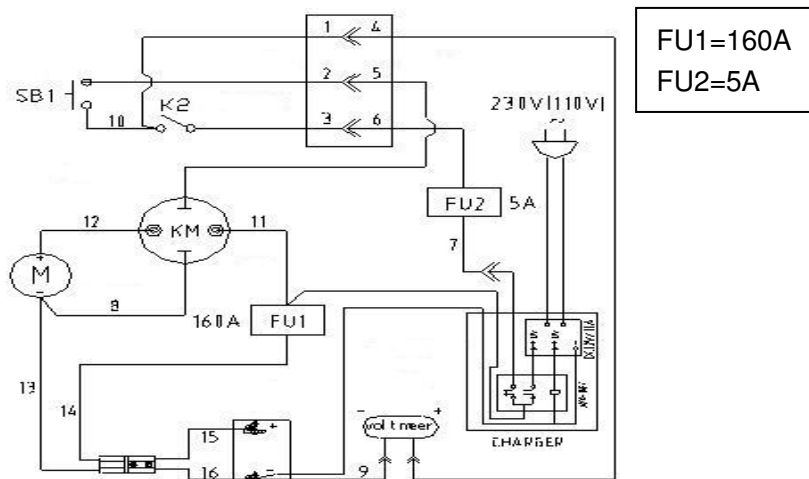 FU1=160A
FU2=5A
1
4
2
5
SB1
K2
10
3
6
230V(110V)
FU2
5A
12
KM
11
7
M
8
160A
FU1
13
14
15
+
-
voltmeer
+
16
-
9
CHARGER